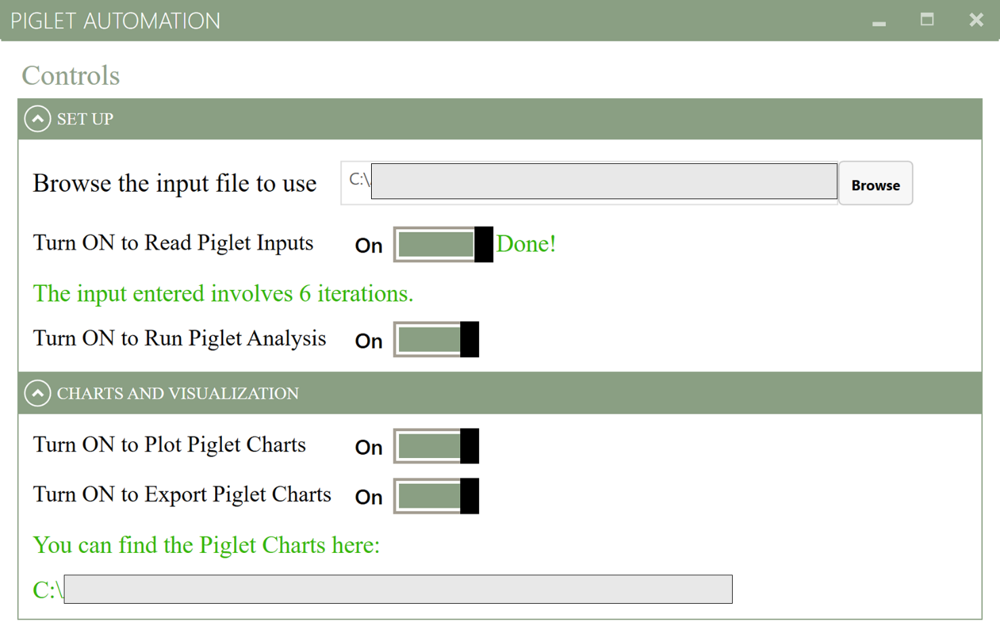 PIGLET AUTOMATION
Controls
SET UP
Browse the input file to use C:\ Browse
Turn ON to Read Piglet Inputs On Done!
The input entered involves 6 iterations.
Turn ON to Run Piglet Analysis On
CHARTS AND VISUALIZATION
Turn ON to Plot Piglet Charts On
Turn ON to Export Piglet Charts On
You can find the Piglet Charts here:
C:\